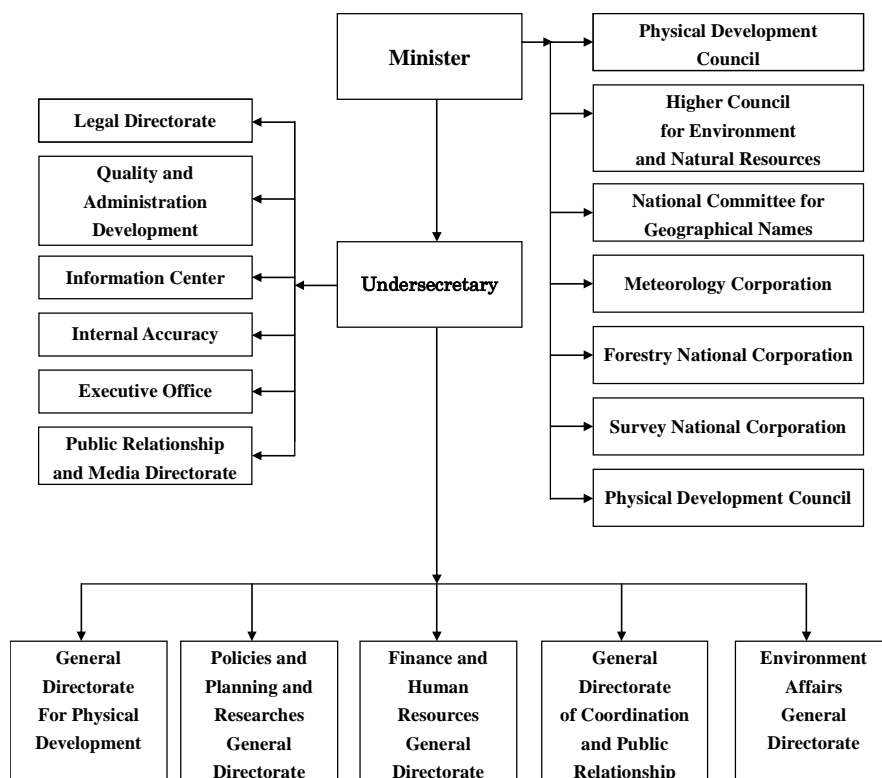 Minister
Physical Development
Council
Higher Council
for Environment
and Natural Resources
National Committee for
Geographical Names
Meteorology Corporation
Forestry National Corporation
Survey National Corporation
Physical Development Council
Legal Directorate
Quality and
Administration
Development
Information Center
Internal Accuracy
Executive Office
Public Relationship
and Media Directorate
Undersecretary
General
Directorate
For Physical
Development
Policies and
Planning and
Researches
General
Directorate
Finance and
Human
Resources
General
Directorate
General
Directorate
of Coordination
and Public
Relationship
Environment
Affairs
General
Directorate